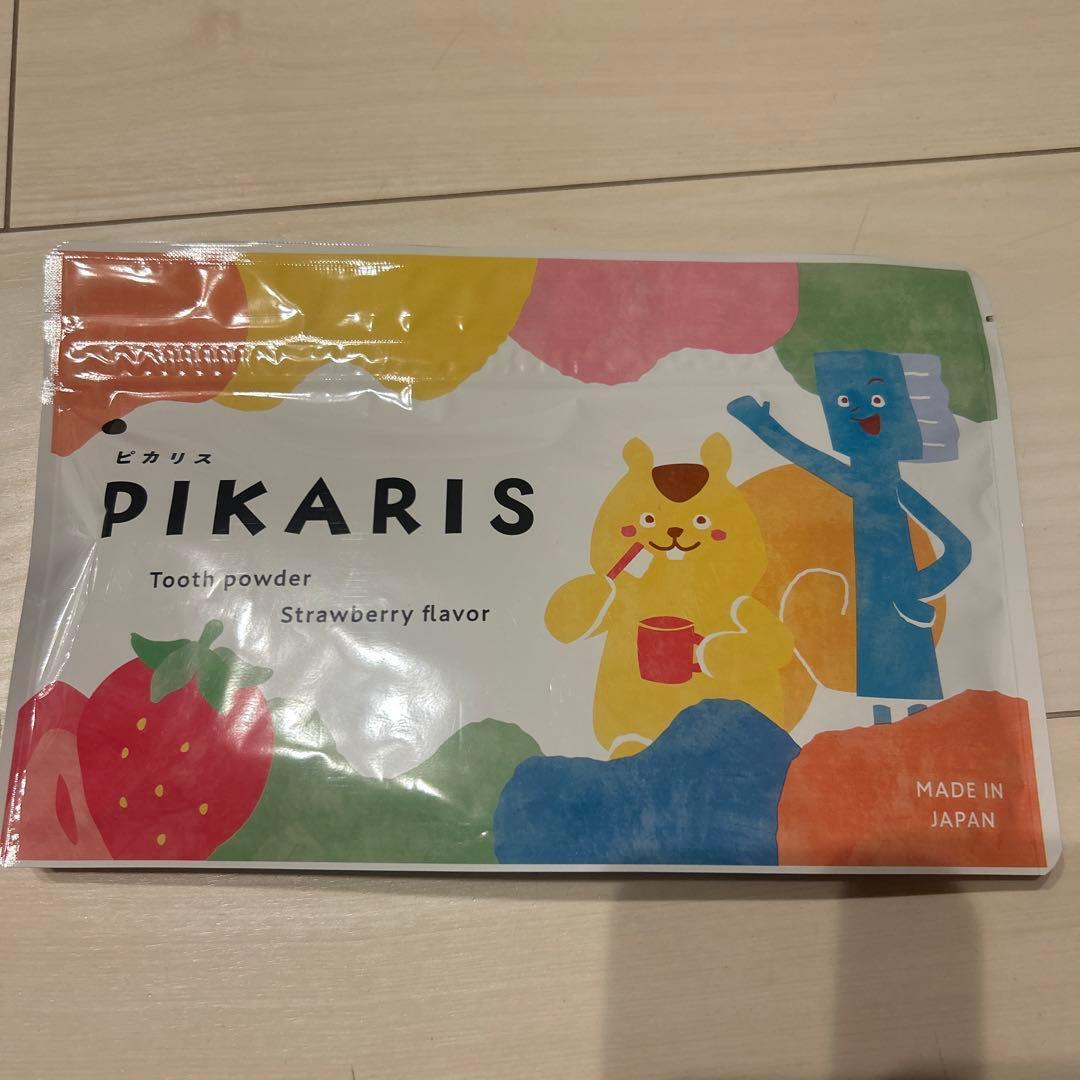 ピカリス
PIKARIS
Tooth powder
Strawberry flavor
MADE IN
JAPAN